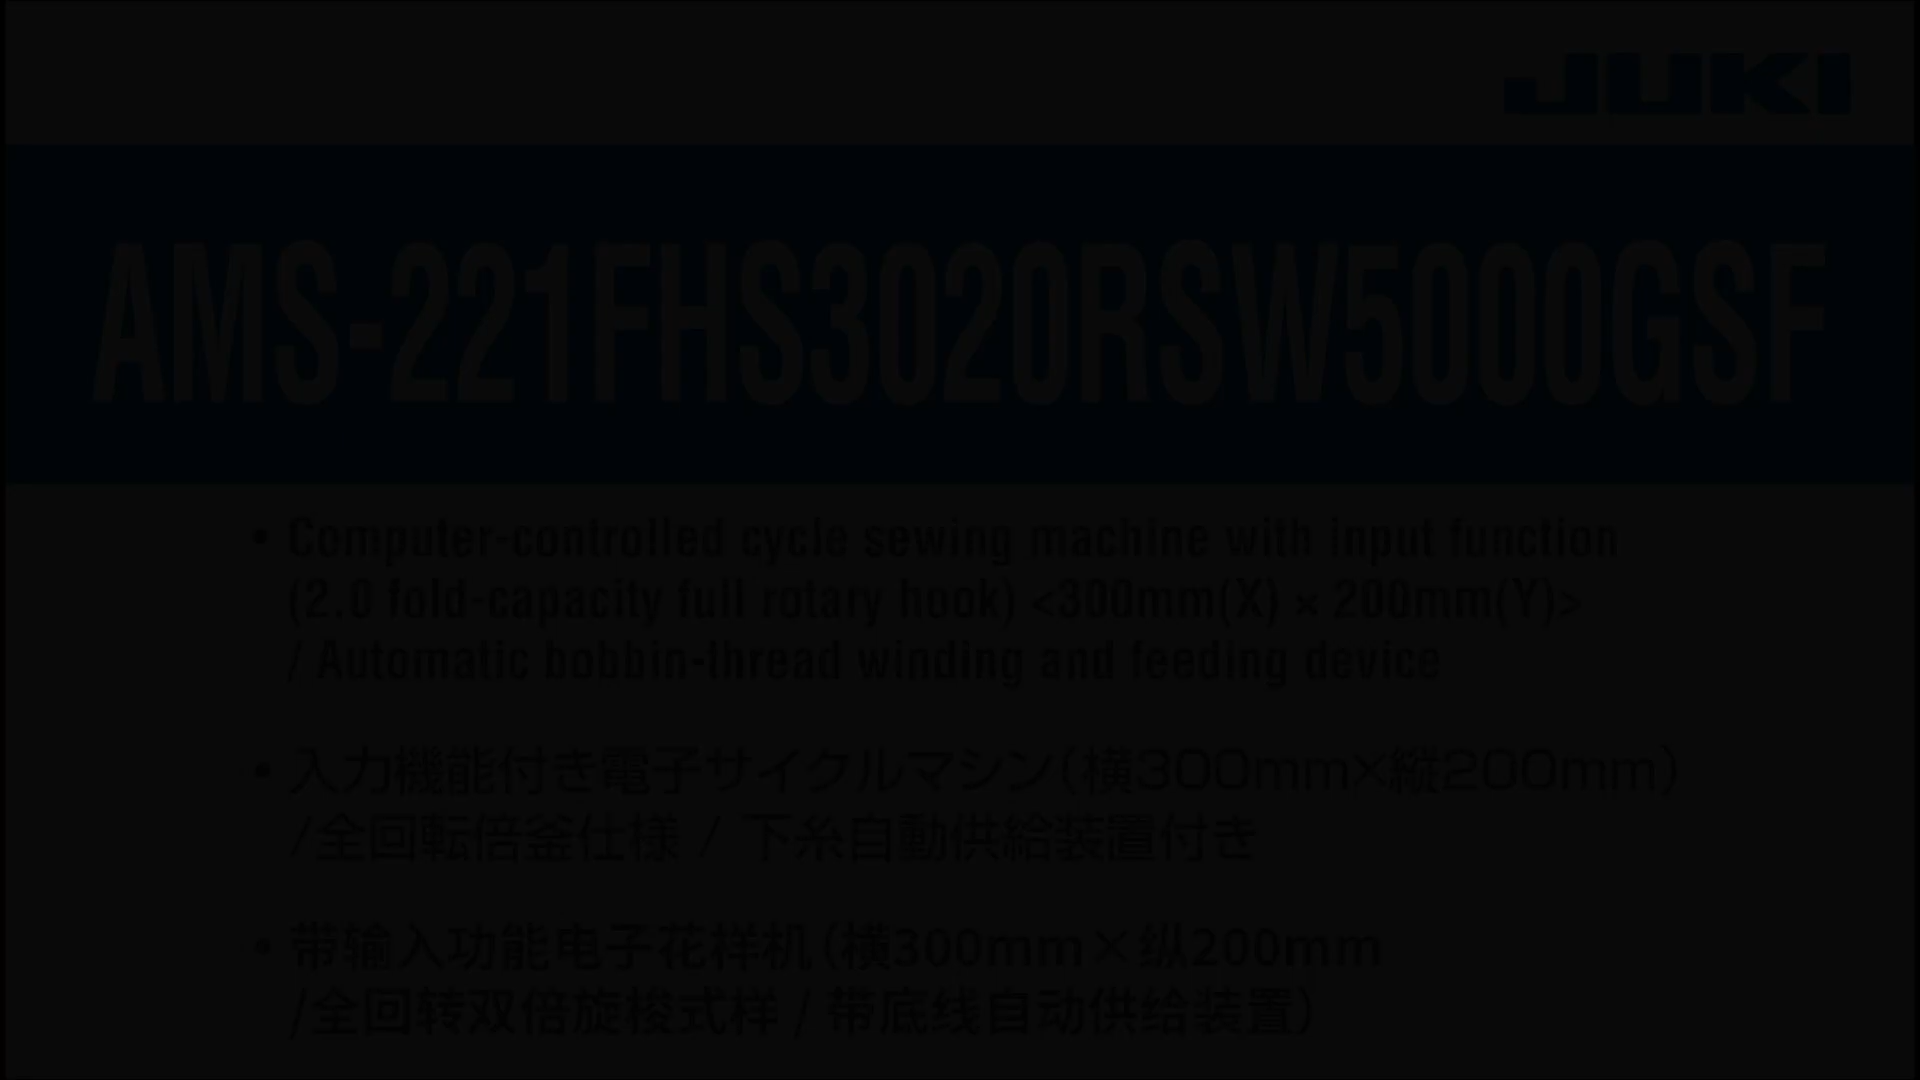 JUKI
AMS-221FHS3020RSW5000GSF
• Computer-controlled cycle sewing machine with input function
(2.0 fold-capacity full rotary hook) <300mm(X) × 200mm(Y)>
/ Automatic bobbin-thread winding and feeding device
• 入力機能付き電子サイクルマシン(横300mm×縦200mm)
/全回転倍釜仕様 / 下糸自動供給装置付き
• 带输入功能电子花样机(横300mm×纵200mm
/全回转双倍旋梭式样 / 带底线自动供给装置)